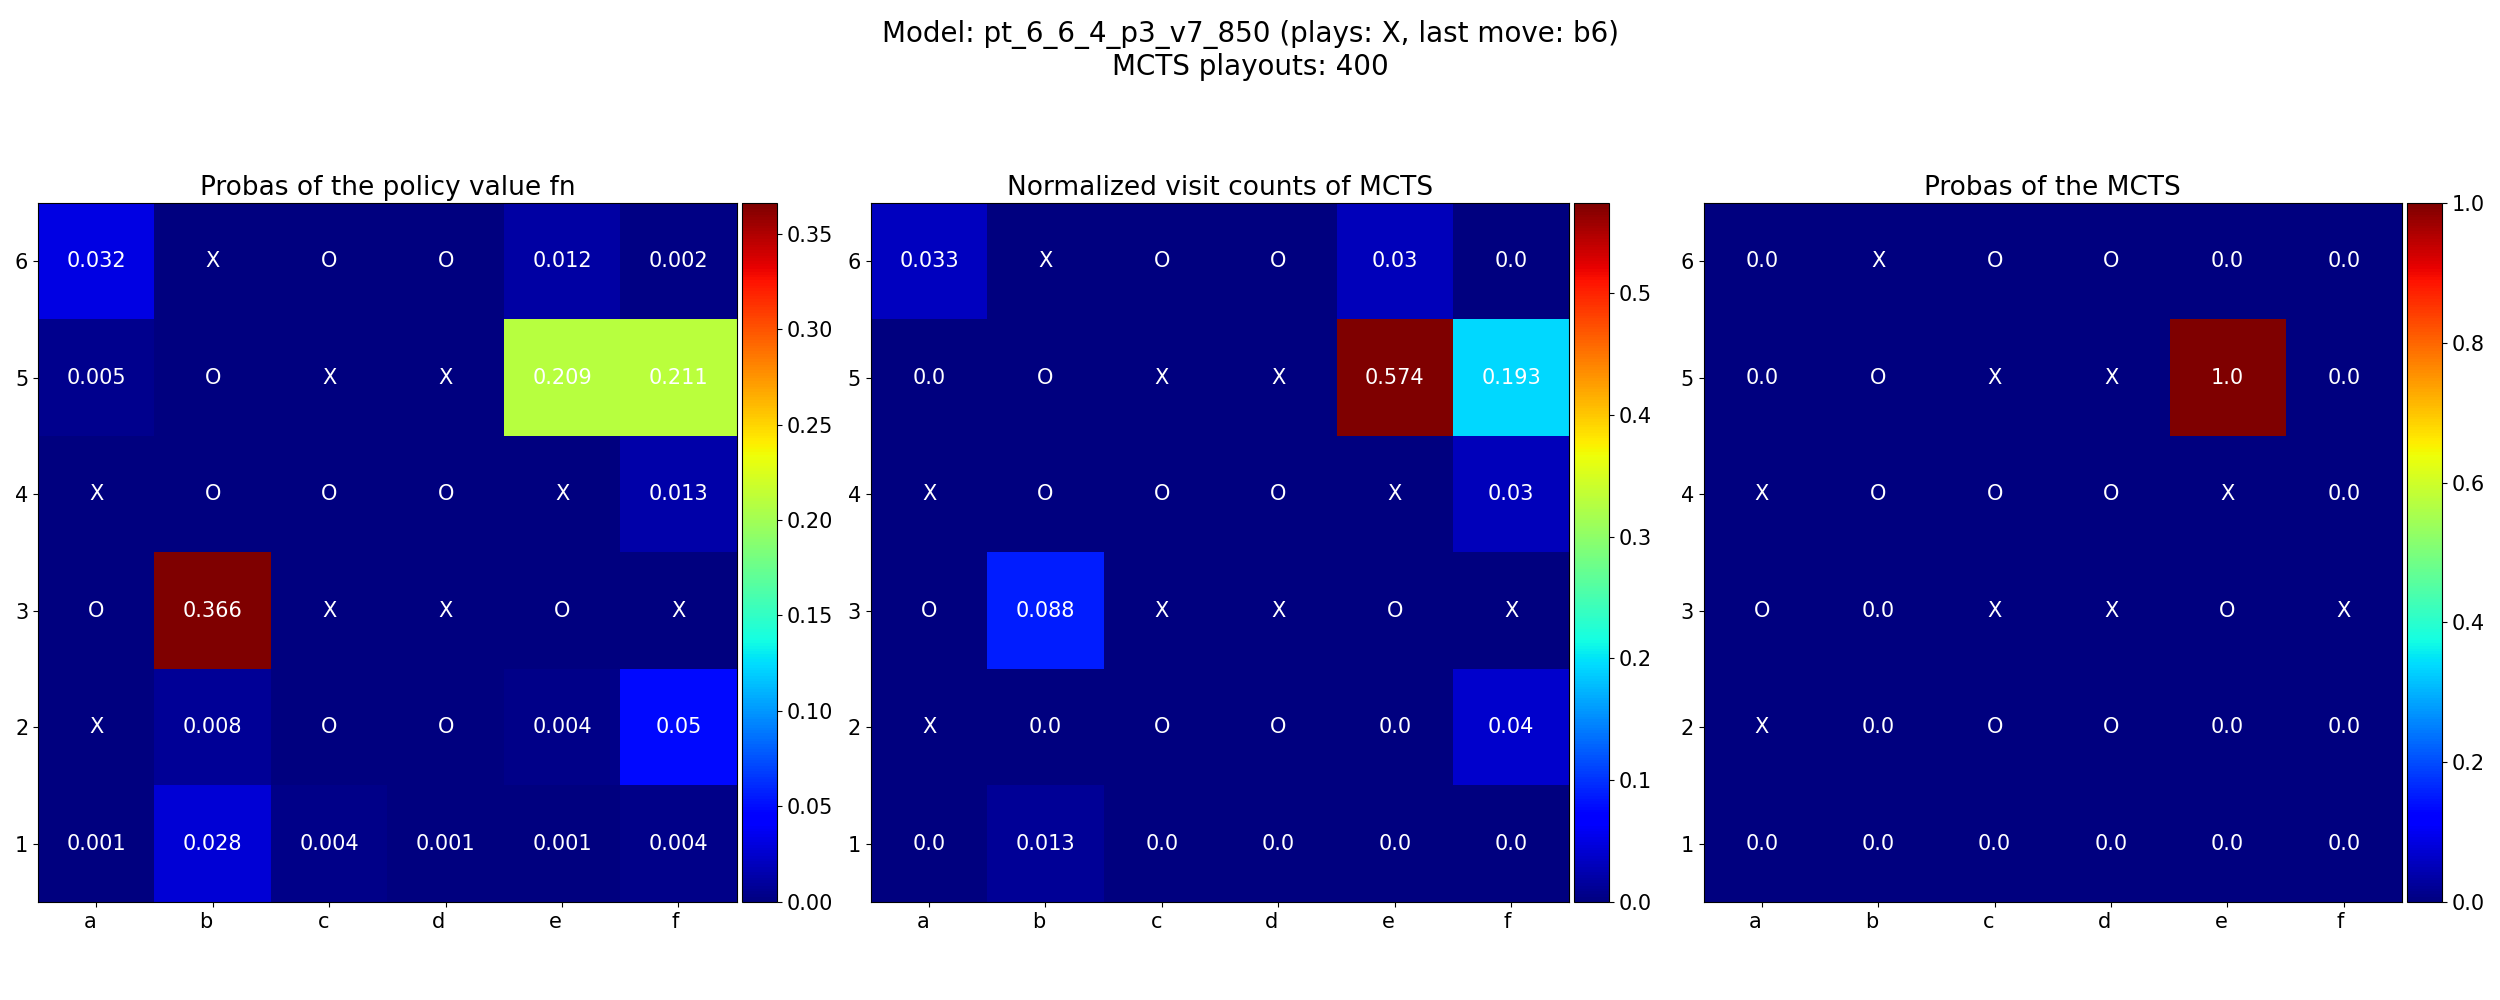 Model: pt_6_6_4_p3_v7_850 (plays: X, last move: b6)
MCTS playouts: 400
Probas of the policy value fn
6 0.032 X O O 0.012 0.002
5 0.005 O X X 0.209 0.211
4 X O O O X 0.013
3 O 0.366 X X O X
2 X 0.008 O O 0.004 0.05
1 0.001 0.028 0.004 0.001 0.001 0.004
a b c d e f
0.35
0.30
0.25
0.20
0.15
0.10
0.05
0.00
Normalized visit counts of MCTS
6 0.033 X O O 0.03 0.0
5 0.0 O X X 0.574 0.193
4 X O O O X 0.03
3 O 0.088 X X O X
2 X 0.0 O O 0.0 0.04
1 0.0 0.013 0.0 0.0 0.0 0.0
a b c d e f
0.5
0.4
0.3
0.2
0.1
0.0
Probas of the MCTS
6 0.0 X O O 0.0 0.0
5 0.0 O X X 1.0 0.0
4 X O O O X 0.0
3 O 0.0 X X O X
2 X 0.0 O O 0.0 0.0
1 0.0 0.0 0.0 0.0 0.0 0.0
a b c d e f
1.0
0.8
0.6
0.4
0.2
0.0